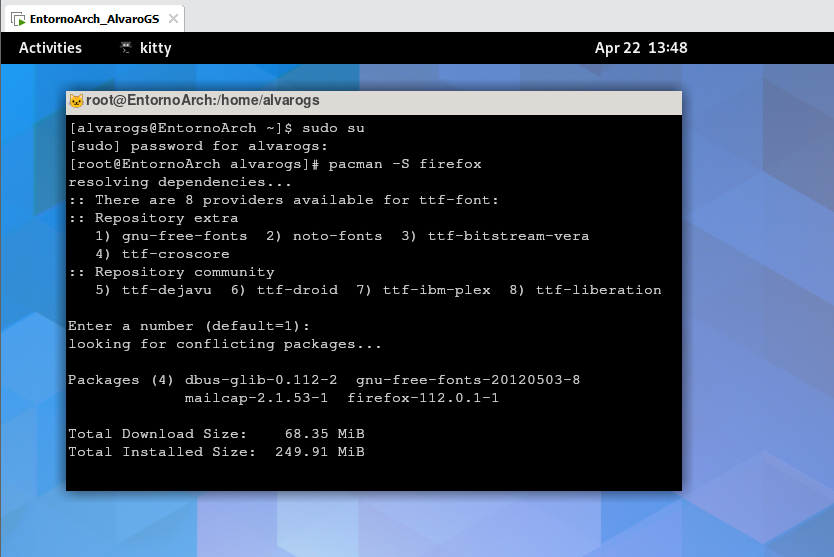 EntornoArch_AlvaroGS
Activities
kitty
Apr 22 13:48
root@EntornoArch:/home/alvarogs
[alvarogs@EntornoArch ~]$ sudo su
[sudo] password for alvarogs:
[root@EntornoArch alvarogs]# pacman -S firefox
resolving dependencies...
:: There are 8 providers available for ttf-font:
:: Repository extra
   1) gnu-free-fonts  2) noto-fonts  3) ttf-bitstream-vera
   4) ttf-croscore
:: Repository community
   5) ttf-dejavu  6) ttf-droid  7) ttf-ibm-plex  8) ttf-liberation
Enter a number (default=1):
looking for conflicting packages...
Packages (4) dbus-glib-0.112-2  gnu-free-fonts-20120503-8
             mailcap-2.1.53-1  firefox-112.0.1-1
Total Download Size:    68.35 MiB
Total Installed Size:  249.91 MiB